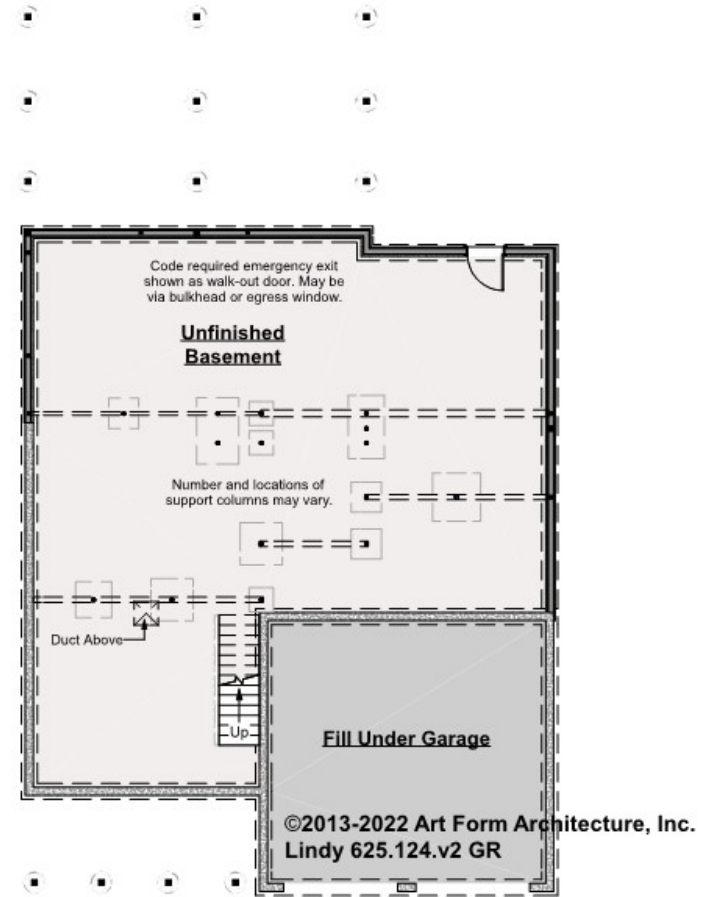 Code required emergency exit
shown as walk-out door. May be
via bulkhead or egress window.
Unfinished
Basement
Number and locations of
support columns may vary.
Duct Above
Up
Fill Under Garage
©2013-2022 Art Form Architecture, Inc.
Lindy 625.124.v2 GR